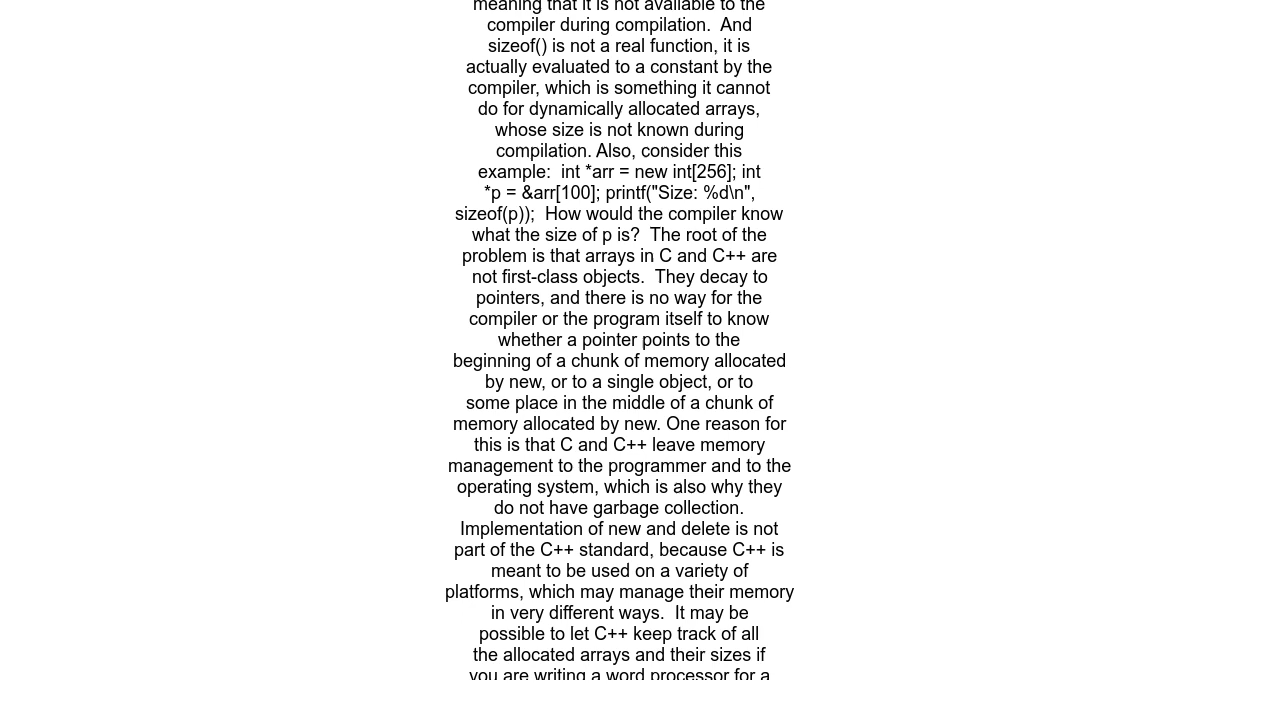 meaning that it is not available to the
compiler during compilation.  And
sizeof() is not a real function, it is
actually evaluated to a constant by the
compiler, which is something it cannot
do for dynamically allocated arrays,
whose size is not known during
compilation. Also, consider this
example:  int *arr = new int[256]; int
*p = &arr[100]; printf("Size: %d\n",
sizeof(p));  How would the compiler know
what the size of p is?  The root of the
problem is that arrays in C and C++ are
not first-class objects.  They decay to
pointers, and there is no way for the
compiler or the program itself to know
whether a pointer points to the
beginning of a chunk of memory allocated
by new, or to a single object, or to
some place in the middle of a chunk of
memory allocated by new. One reason for
this is that C and C++ leave memory
management to the programmer and to the
operating system, which is also why they
do not have garbage collection.
Implementation of new and delete is not
part of the C++ standard, because C++ is
meant to be used on a variety of
platforms, which may manage their memory
in very different ways.  It may be
possible to let C++ keep track of all
the allocated arrays and their sizes if
you are writing a word processor for a